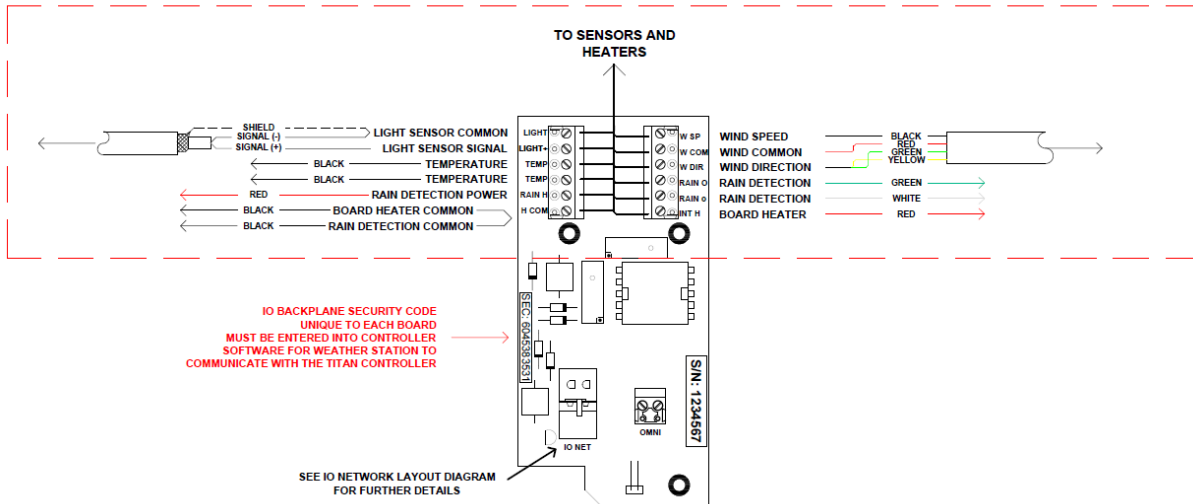 TO SENSORS AND
HEATERS
SHIELD
SIGNAL (-)
SIGNAL (+)
LIGHT SENSOR COMMON
LIGHT SENSOR SIGNAL
BLACK
TEMPERATURE
BLACK
TEMPERATURE
RED
RAIN DETECTION POWER
BLACK
BOARD HEATER COMMON
BLACK
RAIN DETECTION COMMON
LIGHT
LIGHT+
TEMP
TEMP
RAIN H
H COM
W SP
W COM
W DIR
RAIN O
RAIN o
INT H
WIND SPEED
WIND COMMON
WIND DIRECTION
RAIN DETECTION
RAIN DETECTION
BOARD HEATER
BLACK
RED
GREEN
YELLOW
GREEN
WHITE
RED
IO BACKPLANE SECURITY CODE
UNIQUE TO EACH BOARD
MUST BE ENTERED INTO CONTROLLER
SOFTWARE FOR WEATHER STATION TO
COMMUNICATE WITH THE TITAN CONTROLLER
SEC: 6045383531
S/N: 1234567
OMNI
IO NET
SEE IO NETWORK LAYOUT DIAGRAM
FOR FURTHER DETAILS